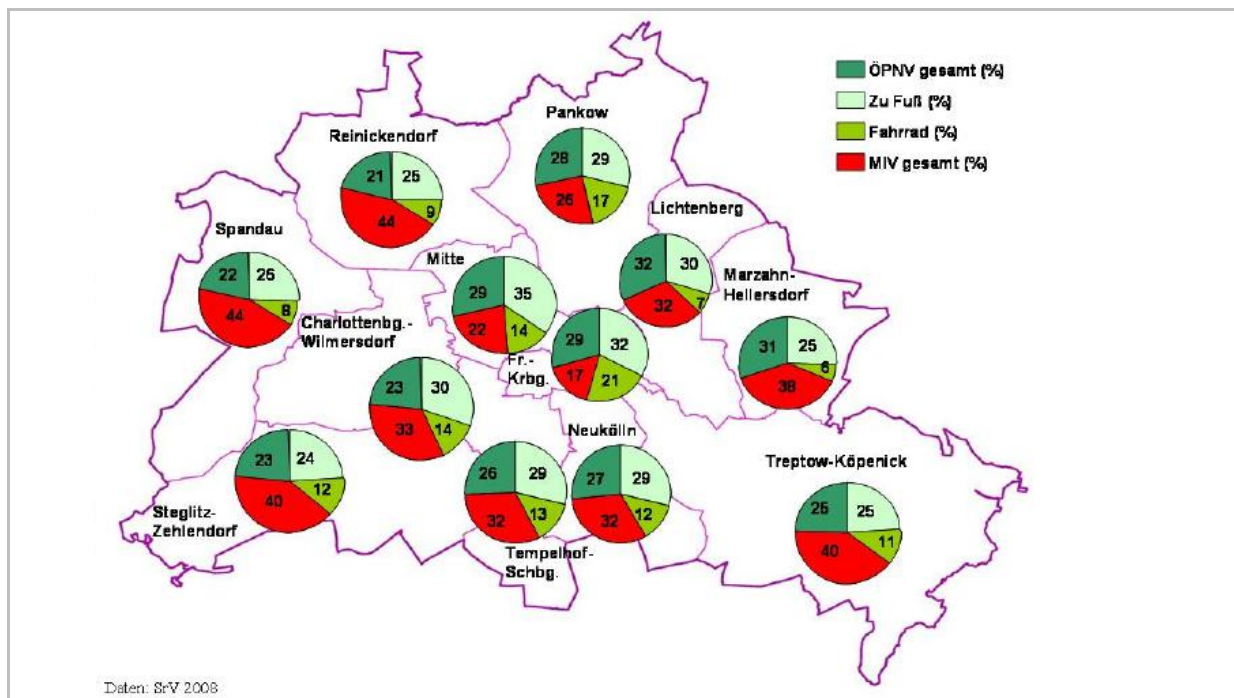 ÖPNV gesamt (%)
Zu Fuß (%)
Fahrrad (%)
MIV gesamt (%)
Pankow
28
29
26
17
Reinickendorf
21
25
44
9
Lichtenberg
32
30
32
7
Spandau
22
26
44
8
Mitte
29
35
22
14
Marzahn-
Hellersdorf
31
25
38
6
Charlottenbg.-
Wilmersdorf
23
30
33
14
Fr.-
Krbg.
29
32
17
21
Neukölln
27
29
32
12
Treptow-Köpenick
25
25
40
11
Steglitz-
Zehlendorf
23
24
40
12
Tempelhof-
Schbg.
26
29
32
13
Daten: SrV 2008